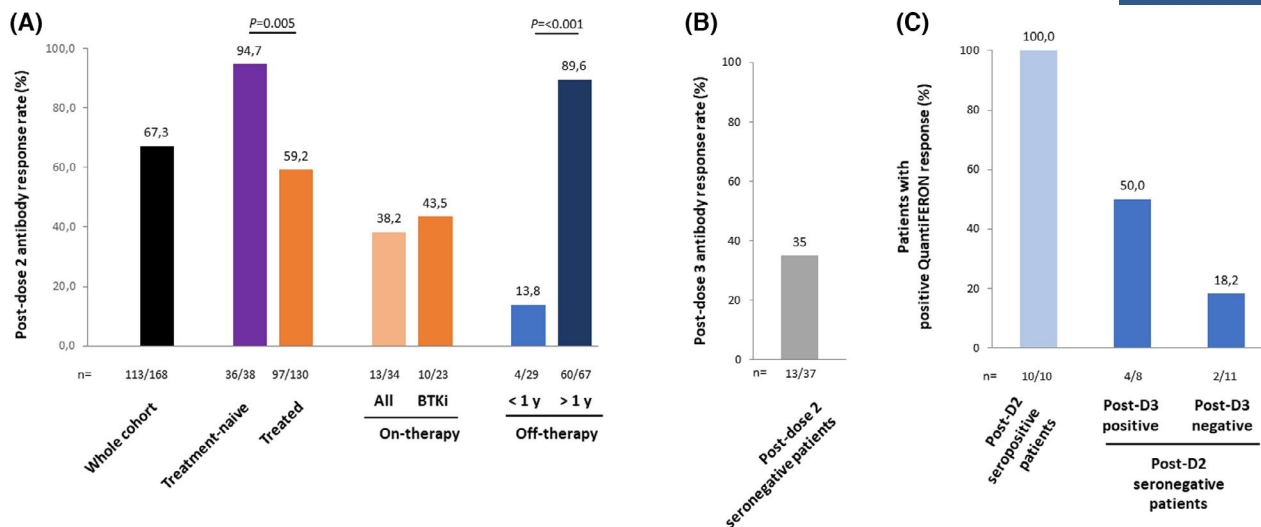 (A)
P=0.005
P=<0.001
Post-dose 2 antibody response rate (%)
100,0
80,0
60,0
40,0
20,0
0,0
67,3
94,7
59,2
38,2
43,5
13,8
89,6
n= 113/168 36/38 97/130 13/34 10/23 4/29 60/67
Whole cohort
Treatment-naive
Treated
All BTKi
On-therapy
< 1 y > 1 y
Off-therapy
(B)
Post-dose 3 antibody response rate (%)
100
80
60
40
20
0
35
n= 13/37
Post-dose 2
seronegative patients
(C)
Patients with
positive QuantiFERON response (%)
100
80
60
40
20
0
100,0
50,0
18,2
n= 10/10 4/8 2/11
Post-D2
seropositive
patients
Post-D3
positive
Post-D3
negative
Post-D2
seronegative
patients